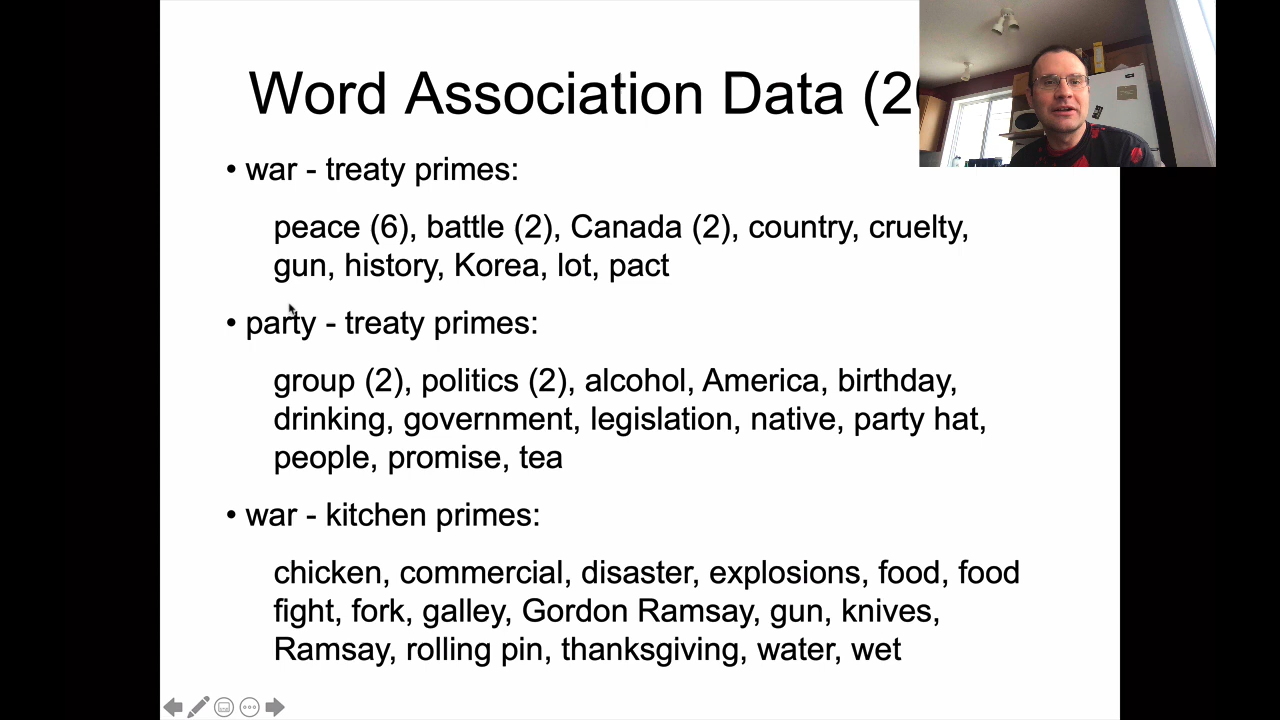 Word Association Data (20
• war - treaty primes:
peace (6), battle (2), Canada (2), country, cruelty,
gun, history, Korea, lot, pact
• party - treaty primes:
group (2), politics (2), alcohol, America, birthday,
drinking, government, legislation, native, party hat,
people, promise, tea
• war - kitchen primes:
chicken, commercial, disaster, explosions, food, food
fight, fork, galley, Gordon Ramsay, gun, knives,
Ramsay, rolling pin, thanksgiving, water, wet